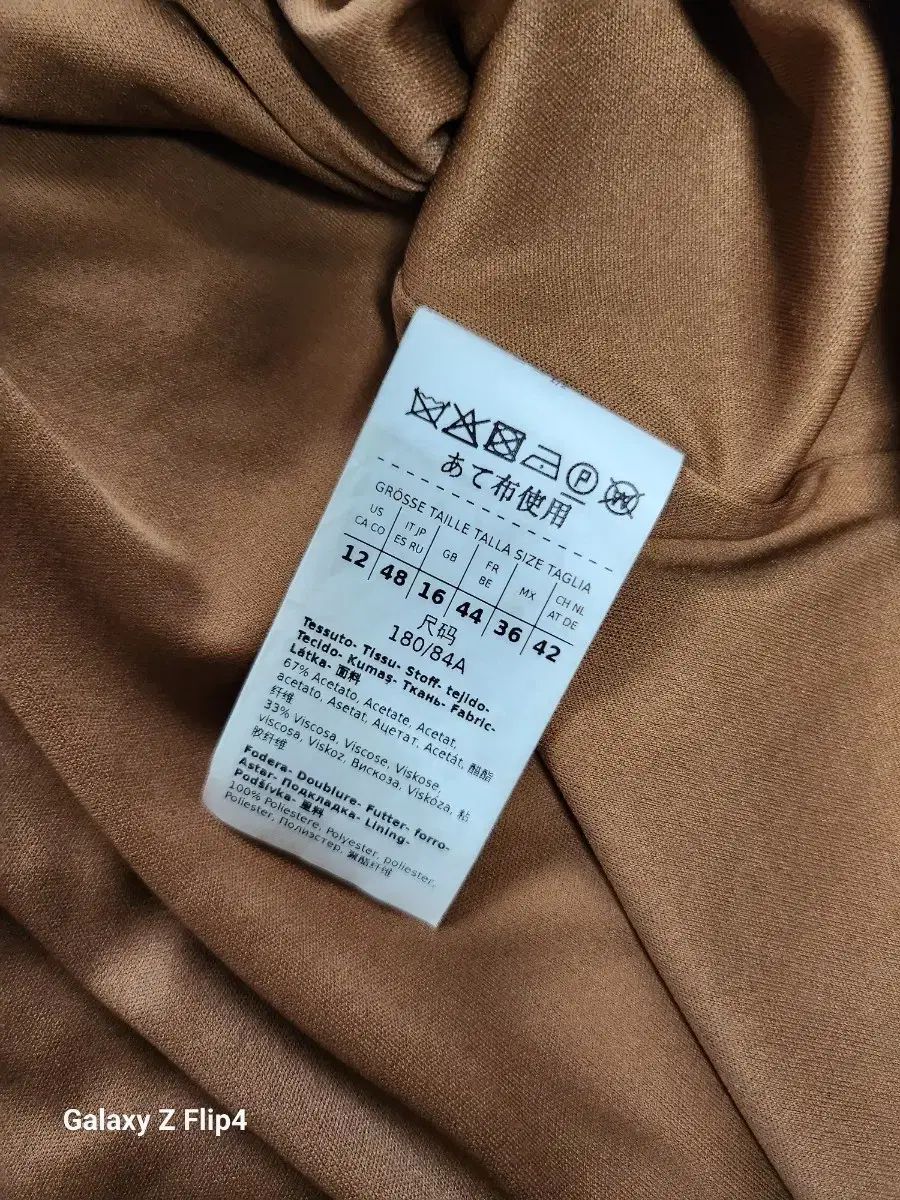 あて布使用
GRÖSSE TAILLE TALLA SIZE TAGLIA
US CA CO
IT JP ES RU
GB
FR BE
MX
CH NL AT DE
12 48 16 44 36 42
尺码
180/84A
Tessuto- Tissu- Stoff- tejido-
Tecido- Kumaş- Ткань- Fabric-
Látka- 面料
67% Acetato, Acetate, Acetat,
acetato, Asetat, Ацетат. Acetát, 醋酯
纤维
33% Viscosa, Viscose, Viskose,
viscosa, Viskoz, Вискоза, Viskóza, 粘
胶纤维
Fodera- Doublure- Futter- forro-
Astar- Подкладка- Lining-
Podšívka- 里料
100% Poliestere, Polyester, poliester,
Poliester, Полиэстер, 聚酯纤维
Galaxy Z Flip4